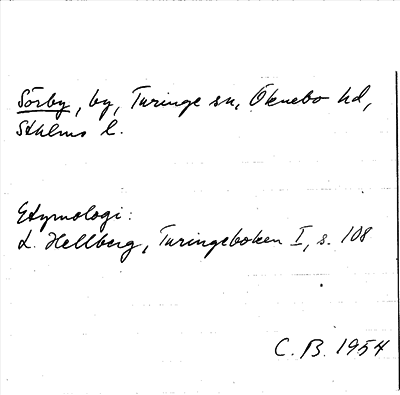 Sörby, by, Turinge sn, Öknebo hd,
Sthlms l.
Etymologi:
L. Hellberg, Turingeboken I, s. 108
C. B. 1954